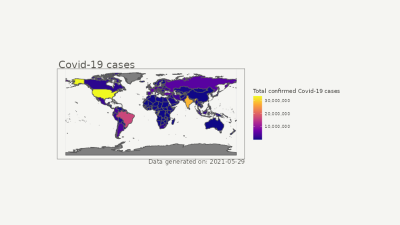 Covid-19 cases
Total confirmed Covid-19 cases
30,000,000
20,000,000
10,000,000
Data generated on: 2021-05-29